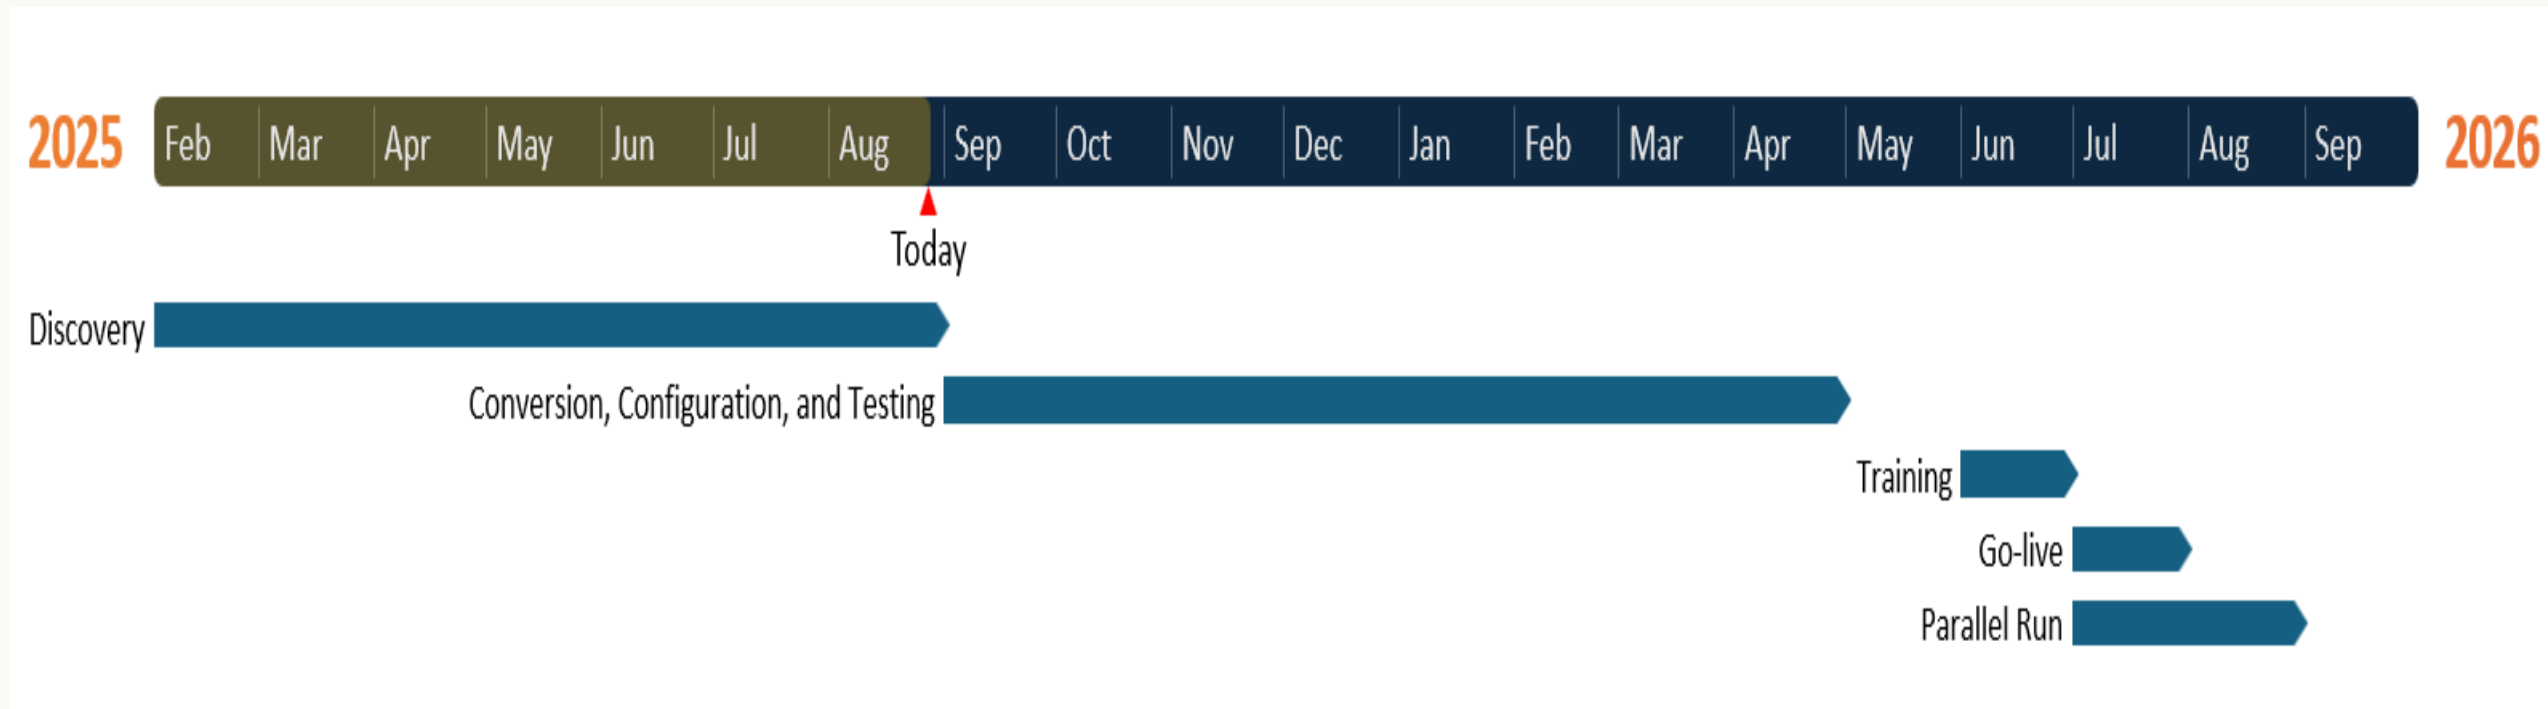 2025 Feb Mar Apr May Jun Jul Aug Sep Oct Nov Dec Jan Feb Mar Apr May Jun Jul Aug Sep 2026
Today
Discovery
Conversion, Configuration, and Testing
Training
Go-live
Parallel Run